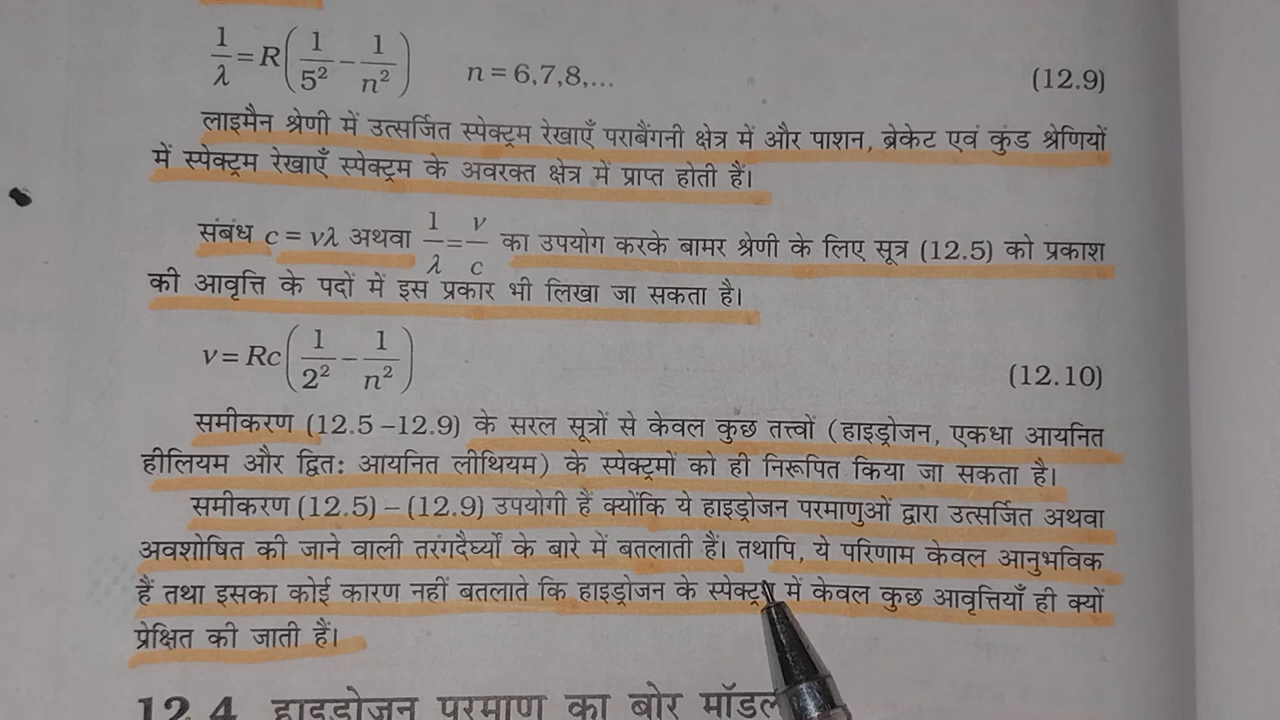 1/λ = R(1/5² − 1/n²) n = 6,7,8,... (12.9)
लाइमैन श्रेणी में उत्सर्जित स्पेक्ट्रम रेखाएँ पराबैंगनी क्षेत्र में और पाशन, ब्रेकेट एवं कुंड श्रेणियों
में स्पेक्ट्रम रेखाएँ स्पेक्ट्रम के अवरक्त क्षेत्र में प्राप्त होती हैं।
संबंध c = νλ अथवा 1/λ = ν/c का उपयोग करके बामर श्रेणी के लिए सूत्र (12.5) को प्रकाश
की आवृत्ति के पदों में इस प्रकार भी लिखा जा सकता है।
ν = Rc(1/2² − 1/n²) (12.10)
समीकरण (12.5 –12.9) के सरल सूत्रों से केवल कुछ तत्त्वों (हाइड्रोजन, एकधा आयनित
हीलियम और द्वित: आयनित लीथियम) के स्पेक्ट्रमों को ही निरूपित किया जा सकता है।
समीकरण (12.5) – (12.9) उपयोगी हैं क्योंकि ये हाइड्रोजन परमाणुओं द्वारा उत्सर्जित अथवा
अवशोषित की जाने वाली तरंगदैर्घ्यों के बारे में बतलाती हैं। तथापि, ये परिणाम केवल आनुभविक
हैं तथा इसका कोई कारण नहीं बतलाते कि हाइड्रोजन के स्पेक्ट्रम में केवल कुछ आवृत्तियाँ ही क्यों
प्रेक्षित की जाती हैं।
12.4 हाइड्रोजन परमाणु का बोर मॉडल